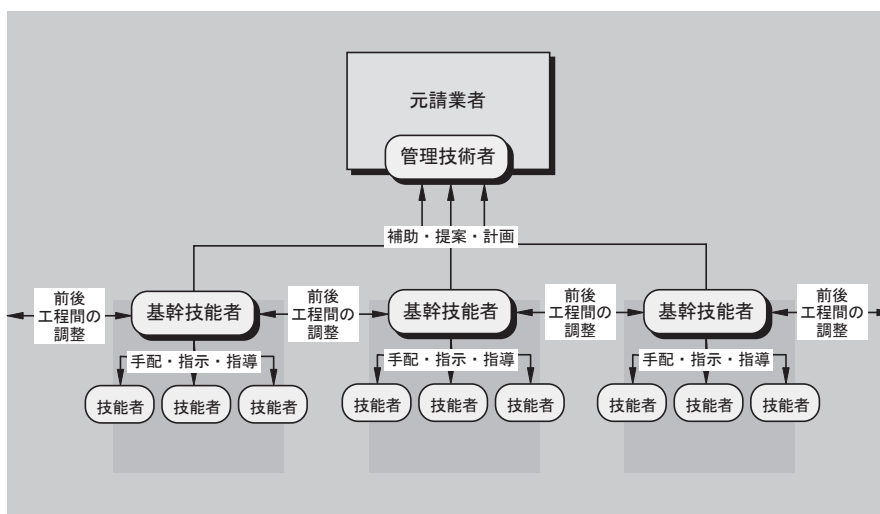 元請業者
管理技術者
補助・提案・計画
前後
工程間の
調整
基幹技能者
前後
工程間の
調整
基幹技能者
前後
工程間の
調整
基幹技能者
前後
工程間の
調整
手配・指示・指導
手配・指示・指導
手配・指示・指導
技能者
技能者
技能者
技能者
技能者
技能者
技能者
技能者
技能者